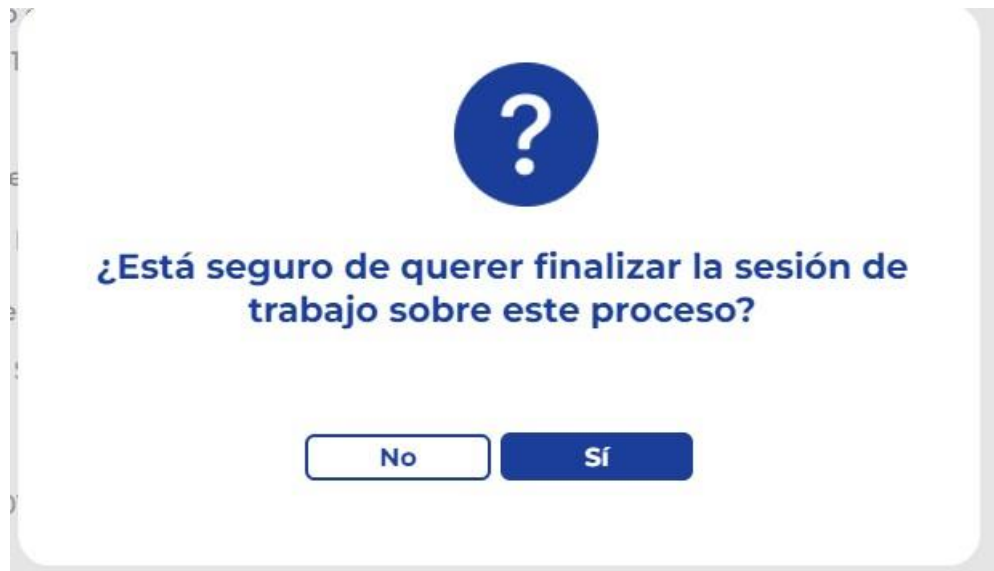 ?
¿Está seguro de querer finalizar la sesión de
trabajo sobre este proceso?
No
Sí